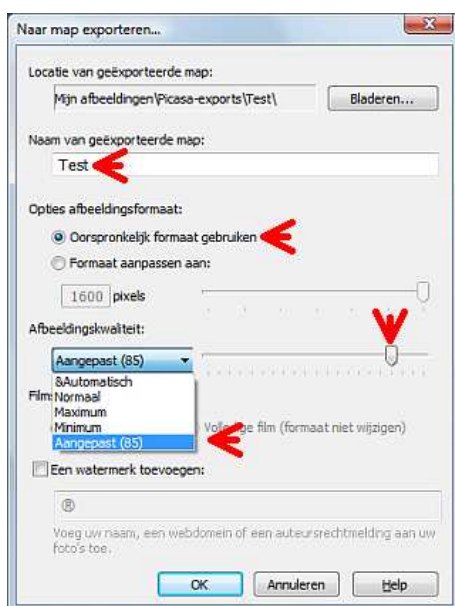 Naar map exporteren...
Locatie van geëxporteerde map:
Mijn afbeeldingen\Picasa-exports\Test\ Bladeren...
Naam van geëxporteerde map:
Test
Opties afbeeldingsformaat:
Oorspronkelijk formaat gebruiken
Formaat aanpassen aan:
1600 pixels
Afbeeldingskwaliteit:
Aangepast (85)
&Automatisch
Film Normaal
Maximum
Minimum film (formaat niet wijzigen)
Aangepast (85)
Een watermerk toevoegen:
®
Voeg uw naam, een webdomein of een auteursrechtmelding aan uw
foto's toe.
OK Annuleren Help